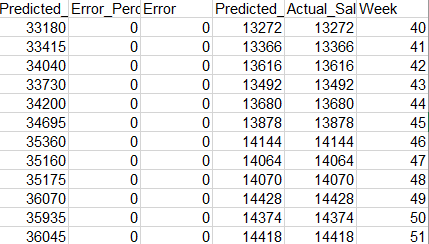 Predicted_ Error_Perc Error Predicted_ Actual_Sal Week
33180 0 0 13272 13272 40
33415 0 0 13366 13366 41
34040 0 0 13616 13616 42
33730 0 0 13492 13492 43
34200 0 0 13680 13680 44
34695 0 0 13878 13878 45
35360 0 0 14144 14144 46
35160 0 0 14064 14064 47
35175 0 0 14070 14070 48
36070 0 0 14428 14428 49
35935 0 0 14374 14374 50
36045 0 0 14418 14418 51